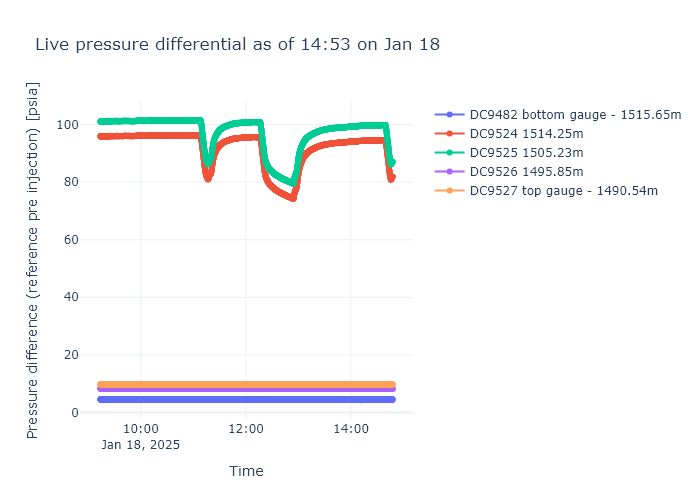 Live pressure differential as of 14:53 on Jan 18
Pressure difference (reference pre injection) [psia]
100
80
60
40
20
0
10:00
12:00
14:00
Jan 18, 2025
Time
DC9482 bottom gauge - 1515.65m
DC9524 1514.25m
DC9525 1505.23m
DC9526 1495.85m
DC9527 top gauge - 1490.54m